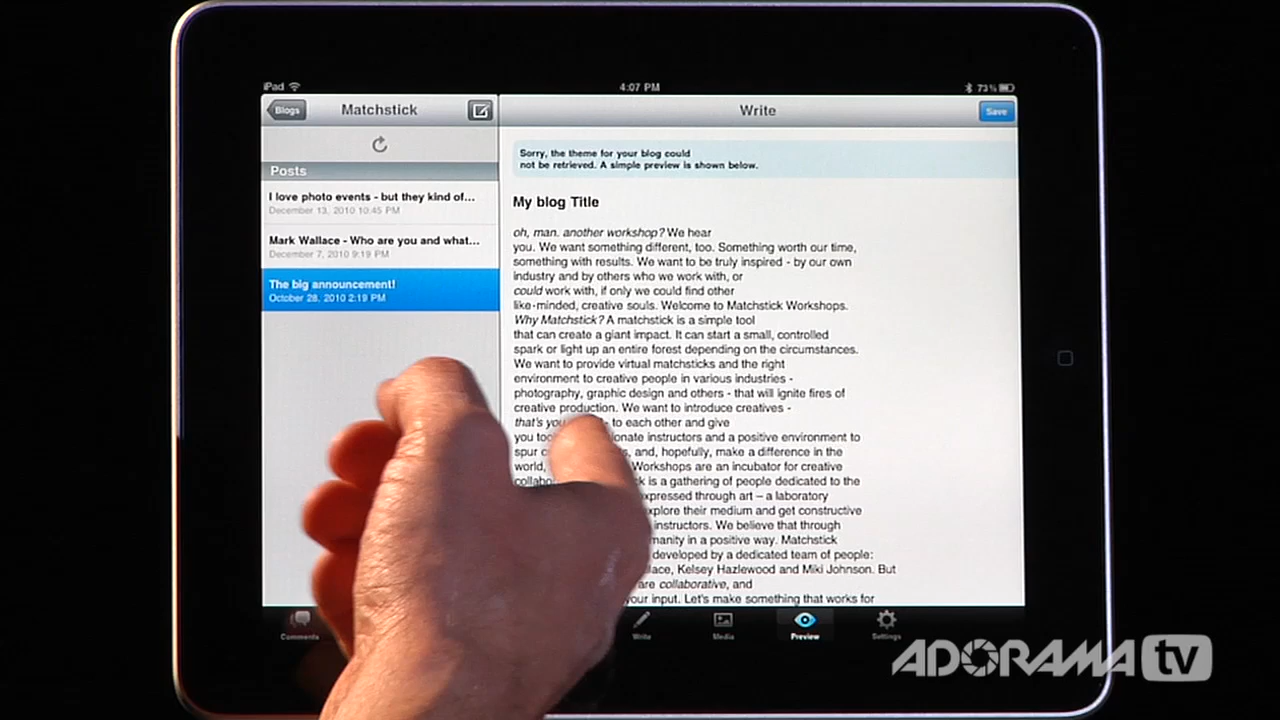 iPad 4:07 PM 73%
Blogs Matchstick
Write Save
Posts
I love photo events - but they kind of...
December 13, 2010 10:45 PM
Mark Wallace - Who are you and what...
December 7, 2010 9:19 PM
The big announcement!
October 28, 2010 2:19 PM
Sorry, the theme for your blog could
not be retrieved. A simple preview is shown below.
My blog Title
oh, man. another workshop? We hear
you. We want something different, too. Something worth our time,
something with results. We want to be truly inspired - by our own
industry and by others who we work with, or
could work with, if only we could find other
like-minded, creative souls. Welcome to Matchstick Workshops.
Why Matchstick? A matchstick is a simple tool
that can create a giant impact. It can start a small, controlled
spark or light up an entire forest depending on the circumstances.
We want to provide virtual matchsticks and the right
environment to creative people in various industries -
photography, graphic design and others - that will ignite fires of
creative production. We want to introduce creatives -
that's - to each other and give
you instructors and a positive environment to
spur and, hopefully, make a difference in the
world, Workshops are an incubator for creative
is a gathering of people dedicated to the
expressed through art – a laboratory
explore their medium and get constructive
instructors. We believe that through
in a positive way. Matchstick
developed by a dedicated team of people:
Kelsey Hazlewood and Miki Johnson. But
are collaborative, and
your input. Let's make something that works for
Comments Write Media Preview Settings
ADORAMA tv